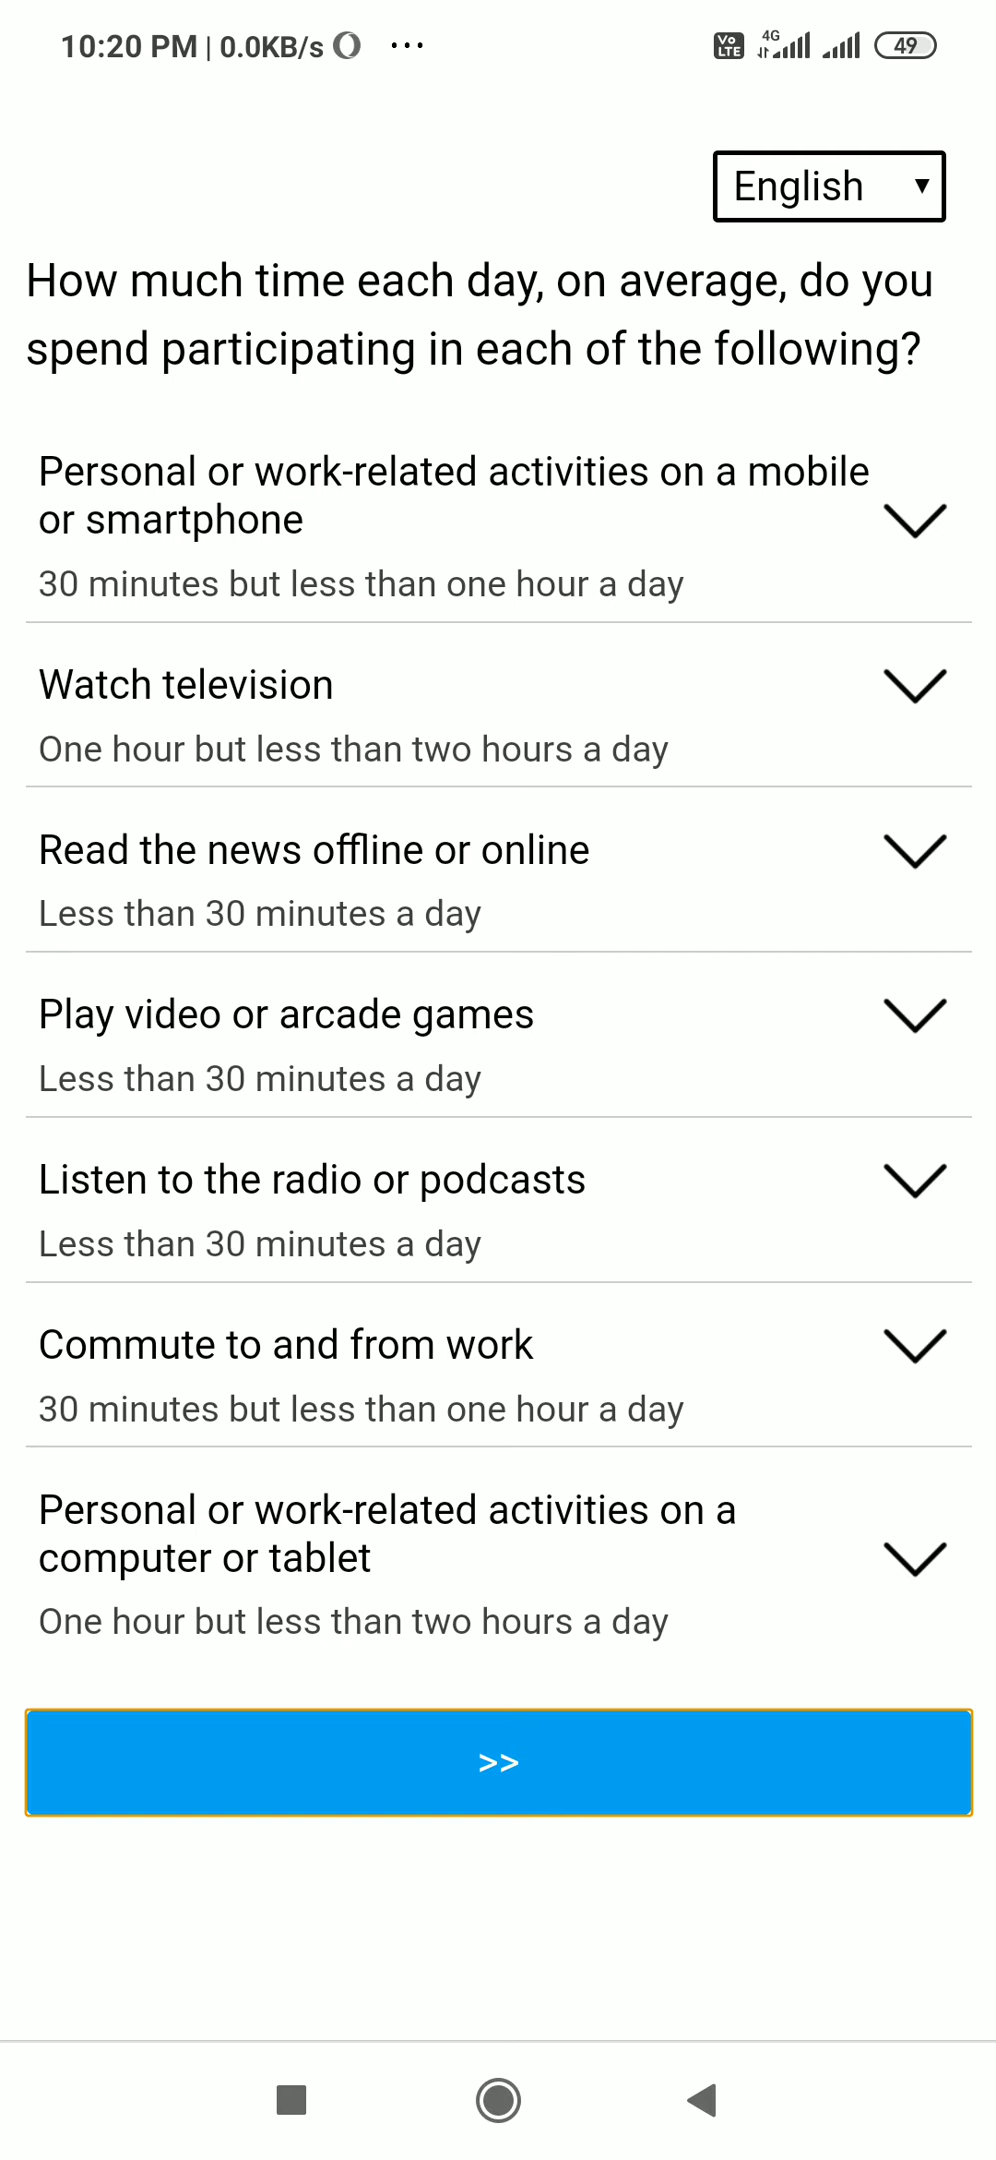 10:20 PM | 0.0KB/s ...
Vo LTE 4G 49
English
How much time each day, on average, do you
spend participating in each of the following?
Personal or work-related activities on a mobile
or smartphone
30 minutes but less than one hour a day
Watch television
One hour but less than two hours a day
Read the news offline or online
Less than 30 minutes a day
Play video or arcade games
Less than 30 minutes a day
Listen to the radio or podcasts
Less than 30 minutes a day
Commute to and from work
30 minutes but less than one hour a day
Personal or work-related activities on a
computer or tablet
One hour but less than two hours a day
>>